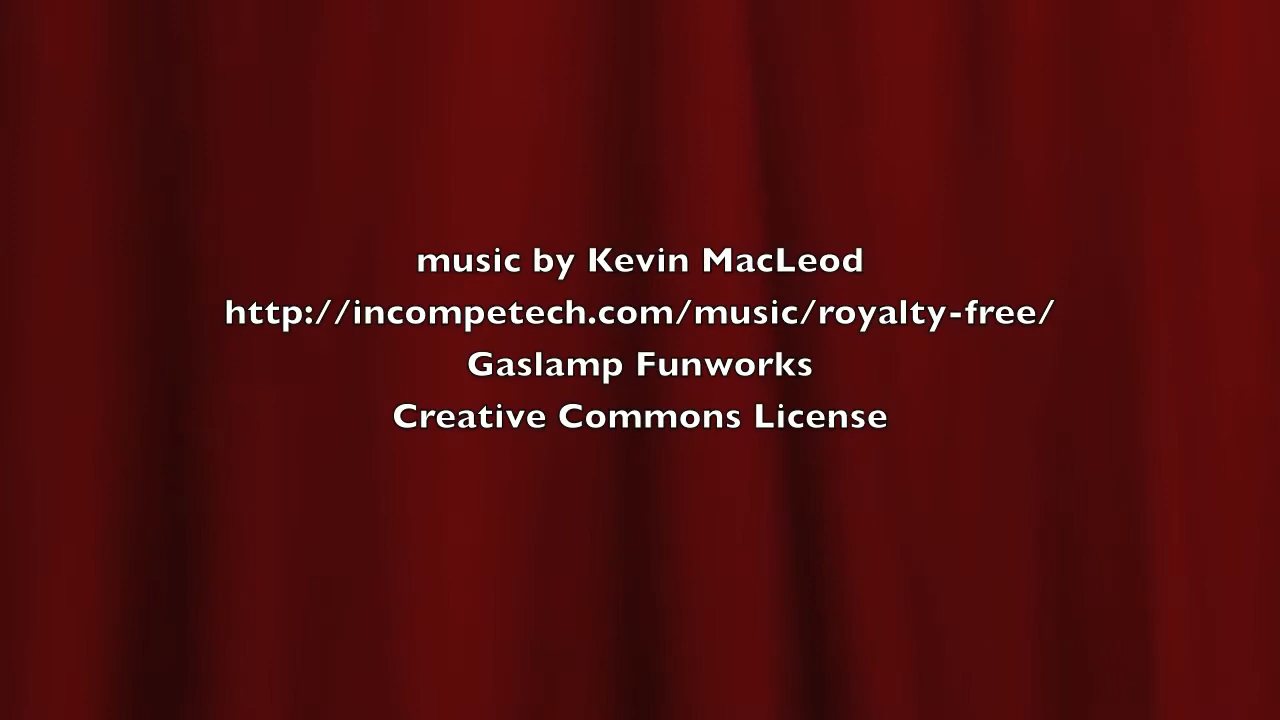 music by Kevin MacLeod
http://incompetech.com/music/royalty-free/
Gaslamp Funworks
Creative Commons License